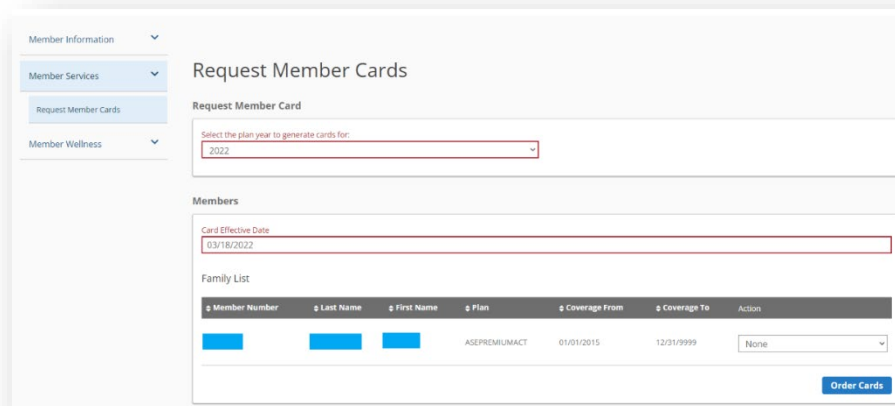 Member Information
Member Services
Request Member Cards
Member Wellness
Request Member Cards
Request Member Card
Select the plan year to generate cards for:
2022
Members
Card Effective Date
03/18/2022
Family List
Member Number Last Name First Name Plan Coverage From Coverage To Action
ASEPREMIUMACT 01/01/2015 12/31/9999 None
Order Cards